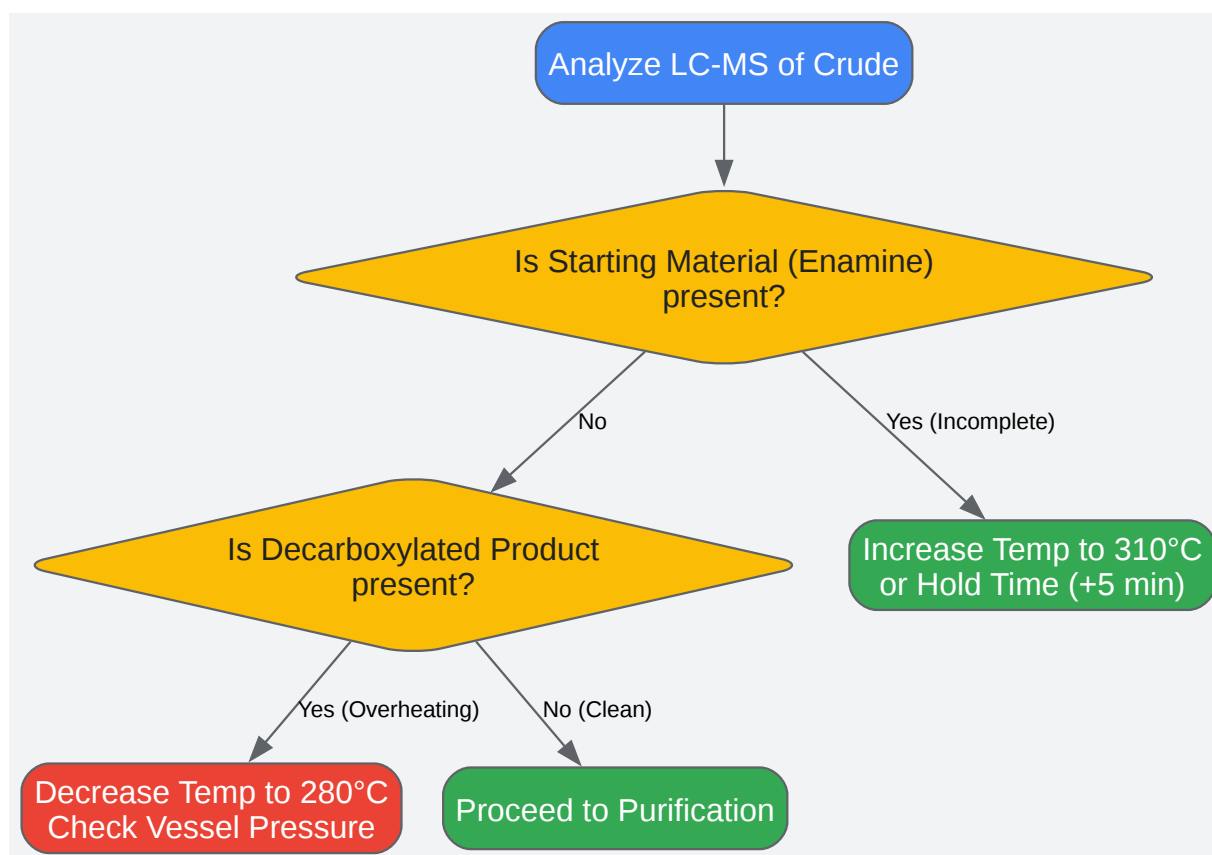 Analyze LC-MS of Crude
Is Starting Material (Enamine)
present?
No
Yes (Incomplete)
Is Decarboxylated Product
present?
Increase Temp to 310°C
or Hold Time (+5 min)
Yes (Overheating)
No (Clean)
Decrease Temp to 280°C
Check Vessel Pressure
Proceed to Purification